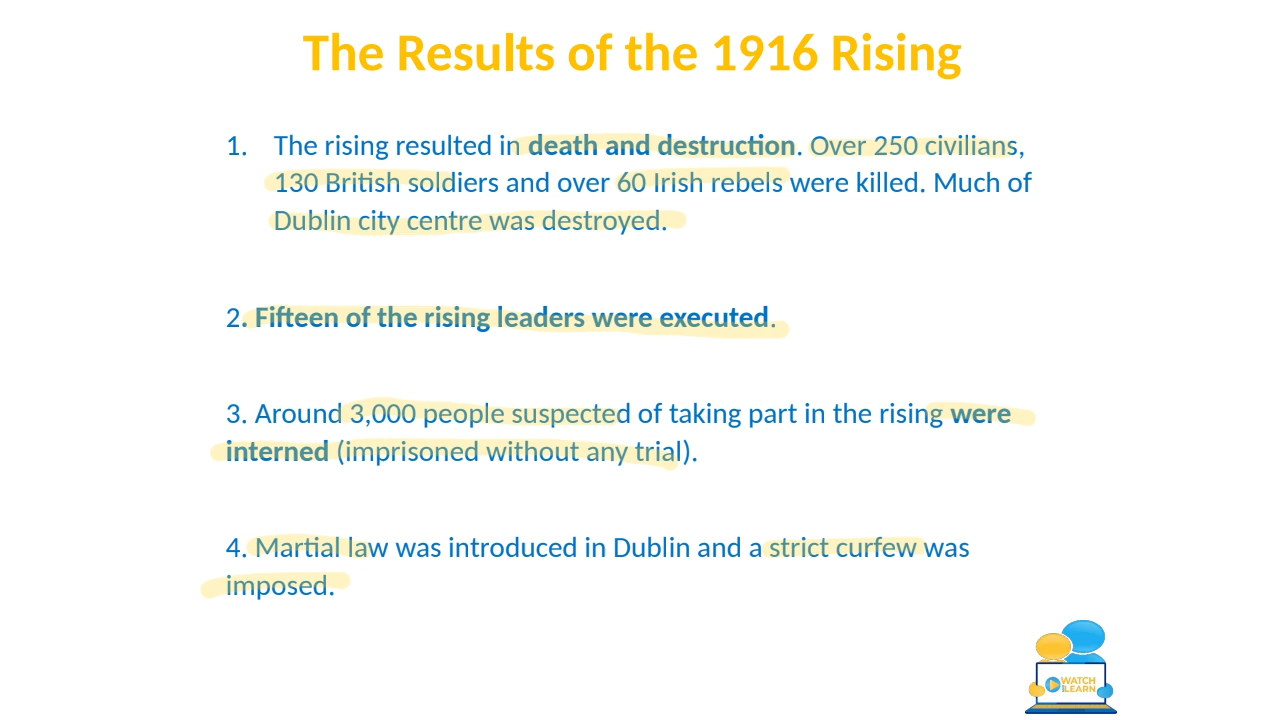 The Results of the 1916 Rising
1. The rising resulted in death and destruction. Over 250 civilians,
130 British soldiers and over 60 Irish rebels were killed. Much of
Dublin city centre was destroyed.
2. Fifteen of the rising leaders were executed.
3. Around 3,000 people suspected of taking part in the rising were
interned (imprisoned without any trial).
4. Martial law was introduced in Dublin and a strict curfew was
imposed.
WATCH
LEARN